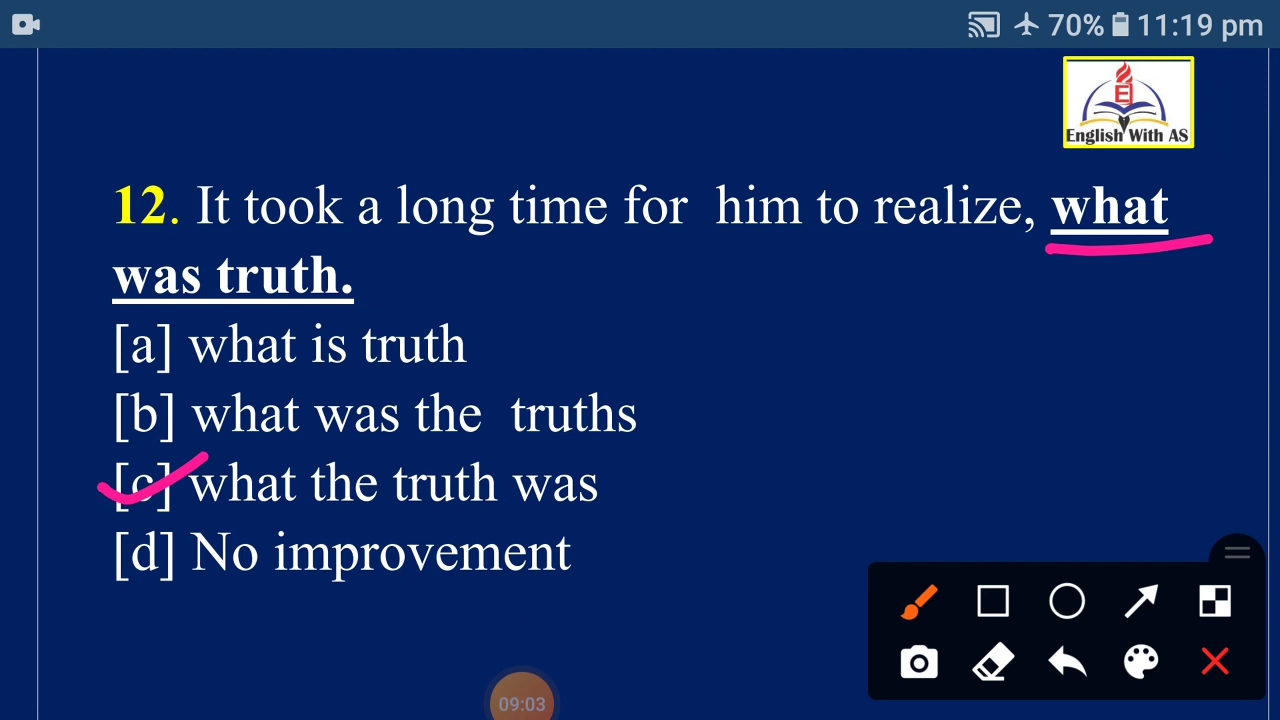 70% 11:19 pm
English With AS
12. It took a long time for him to realize, what
was truth.
[a] what is truth
[b] what was the truths
[c] what the truth was
[d] No improvement
09:03